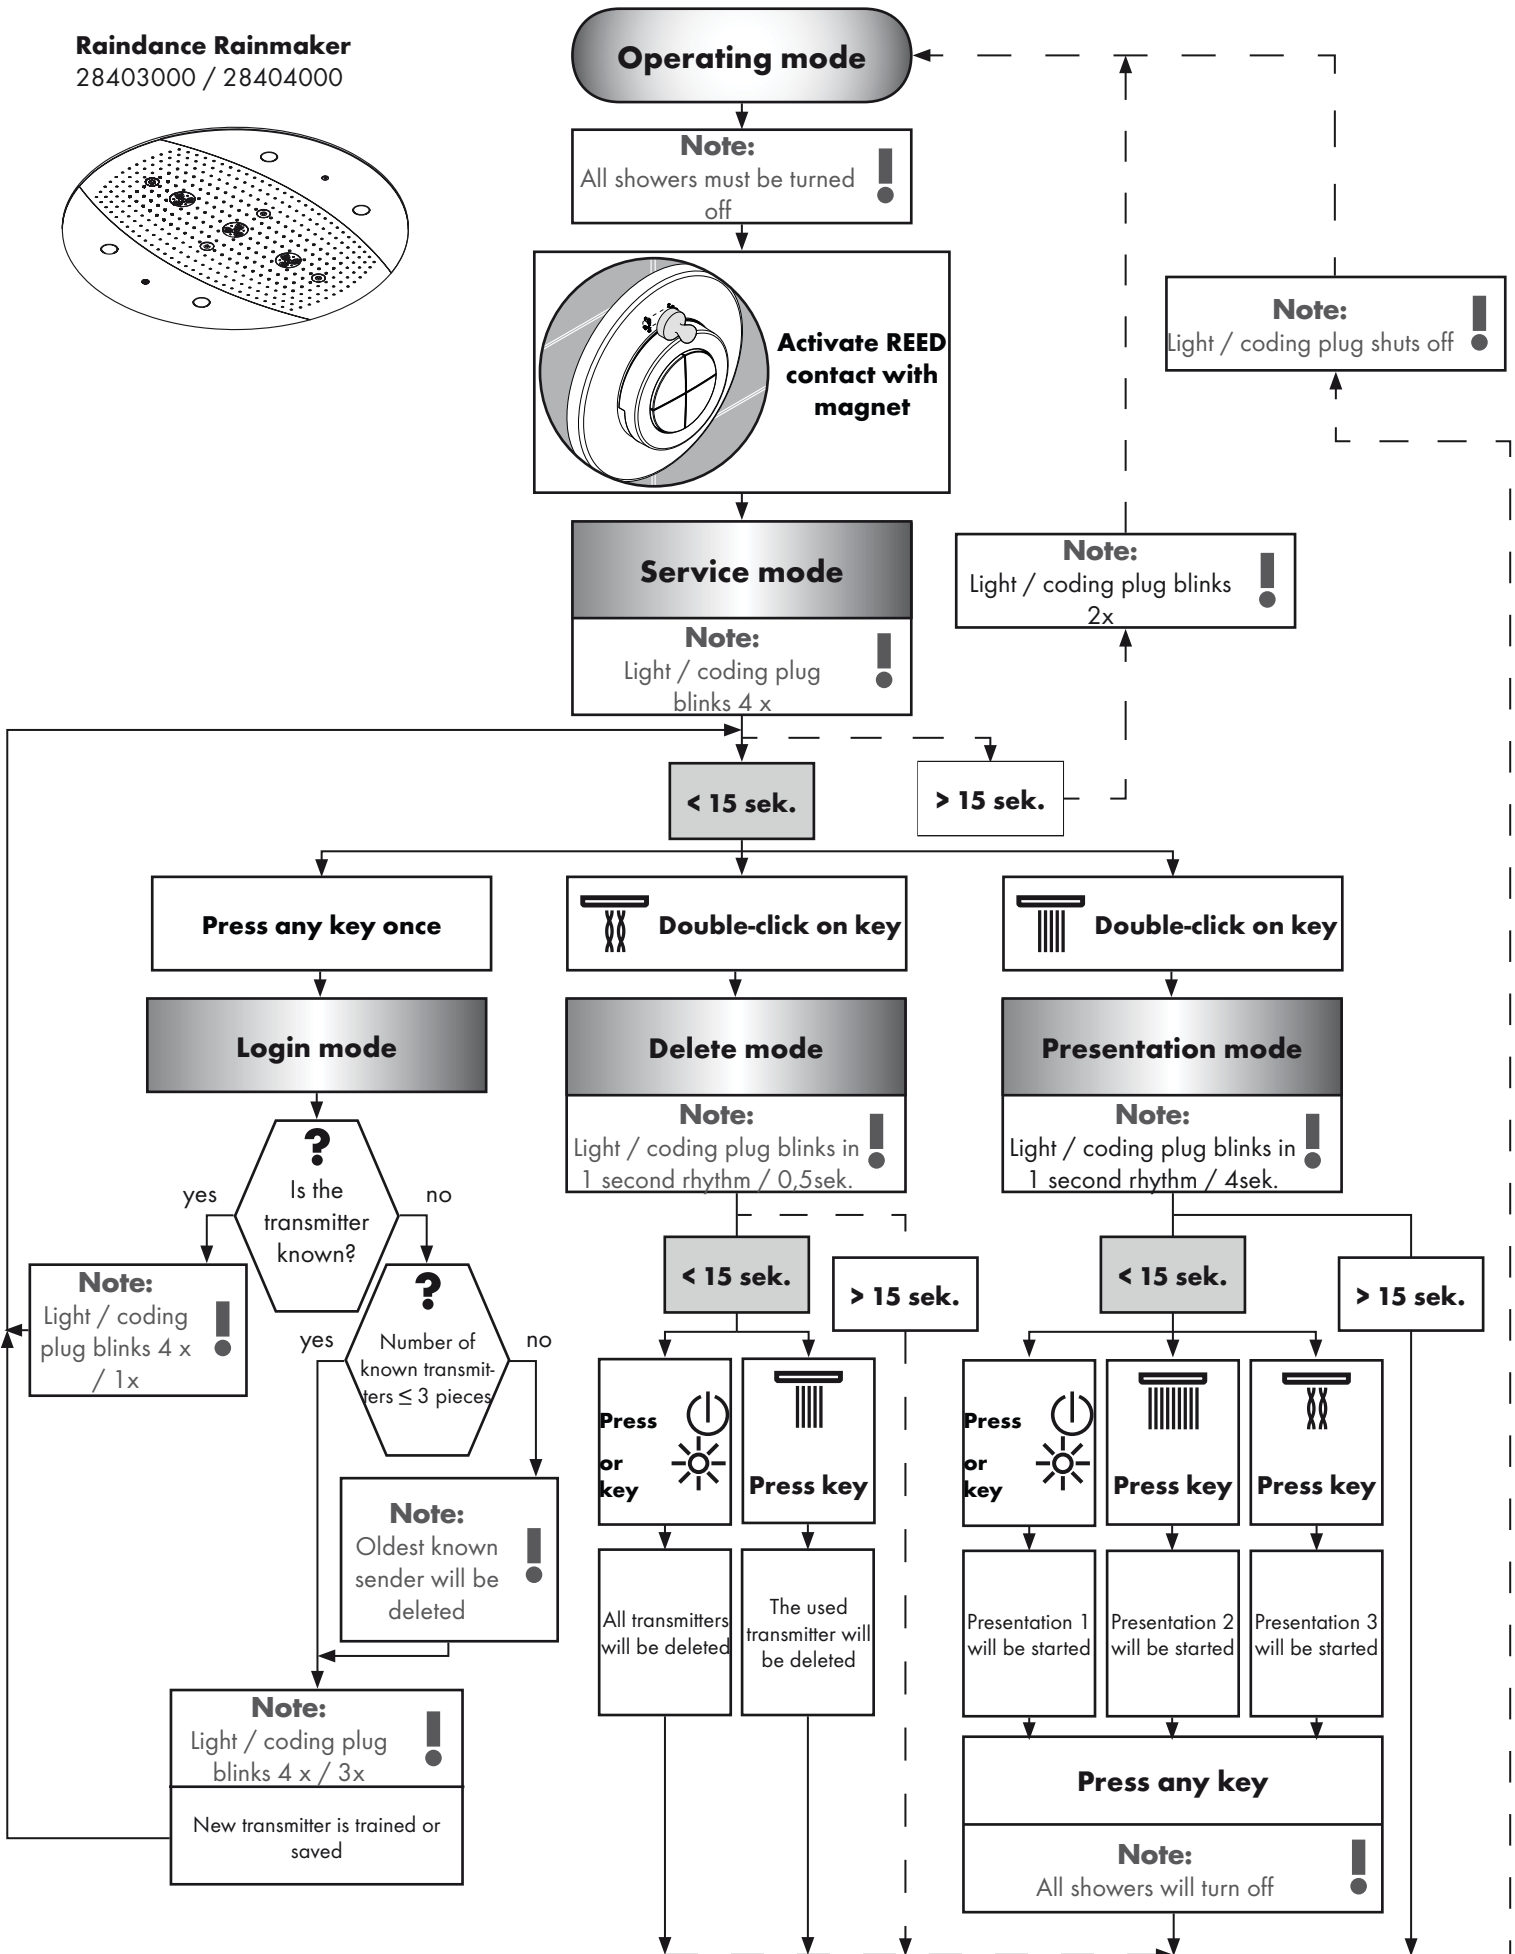 Raindance Rainmaker
28403000 / 28404000
Operating mode
Note:
All showers must be turned
off
Activate REED
contact with
magnet
Note:
Light / coding plug shuts off
Service mode
Note:
Light / coding plug
blinks 4 x
Note:
Light / coding plug blinks
2x
< 15 sek.
> 15 sek.
Press any key once
Double-click on key
Double-click on key
Login mode
Delete mode
Note:
Light / coding plug blinks in
1 second rhythm / 0,5sek.
Presentation mode
Note:
Light / coding plug blinks in
1 second rhythm / 4sek.
?
Is the
transmitter
known?
yes
no
Note:
Light / coding
plug blinks 4 x
/ 1x
?
Number of
known transmit-
ters ≤ 3 pieces
yes
no
Note:
Oldest known
sender will be
deleted
Note:
Light / coding plug
blinks 4 x / 3x
New transmitter is trained or
saved
< 15 sek.
> 15 sek.
Press
or
key
Press key
All transmitters
will be deleted
The used
transmitter will
be deleted
< 15 sek.
> 15 sek.
Press
or
key
Press key
Press key
Presentation 1
will be started
Presentation 2
will be started
Presentation 3
will be started
Press any key
Note:
All showers will turn off